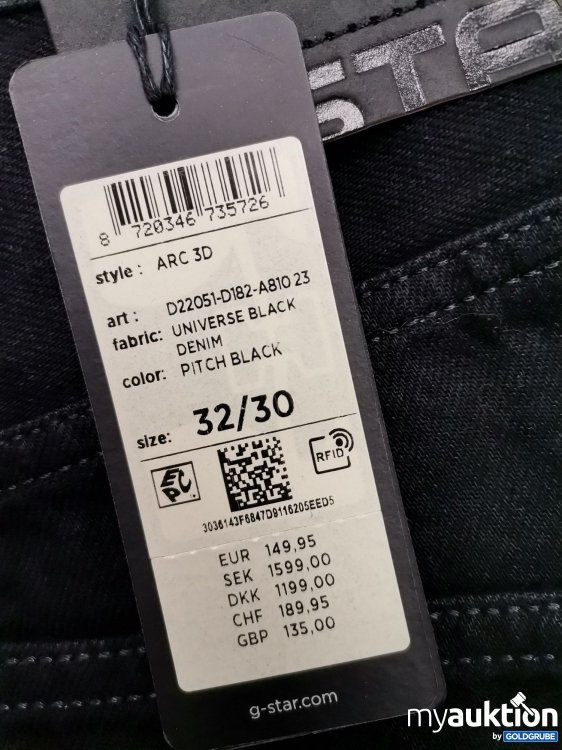 STA
8 720346 735726
style : ARC 3D
art : D22051-D182-A810 23
fabric: UNIVERSE BLACK
DENIM
color: PITCH BLACK
size: 32/30
EPC
RFID
3036143F6847D9116205EED5
EUR 149,95
SEK 1599,00
DKK 1199,00
CHF 189,95
GBP 135,00
g-star.com
myauktion
by GOLDGRUBE